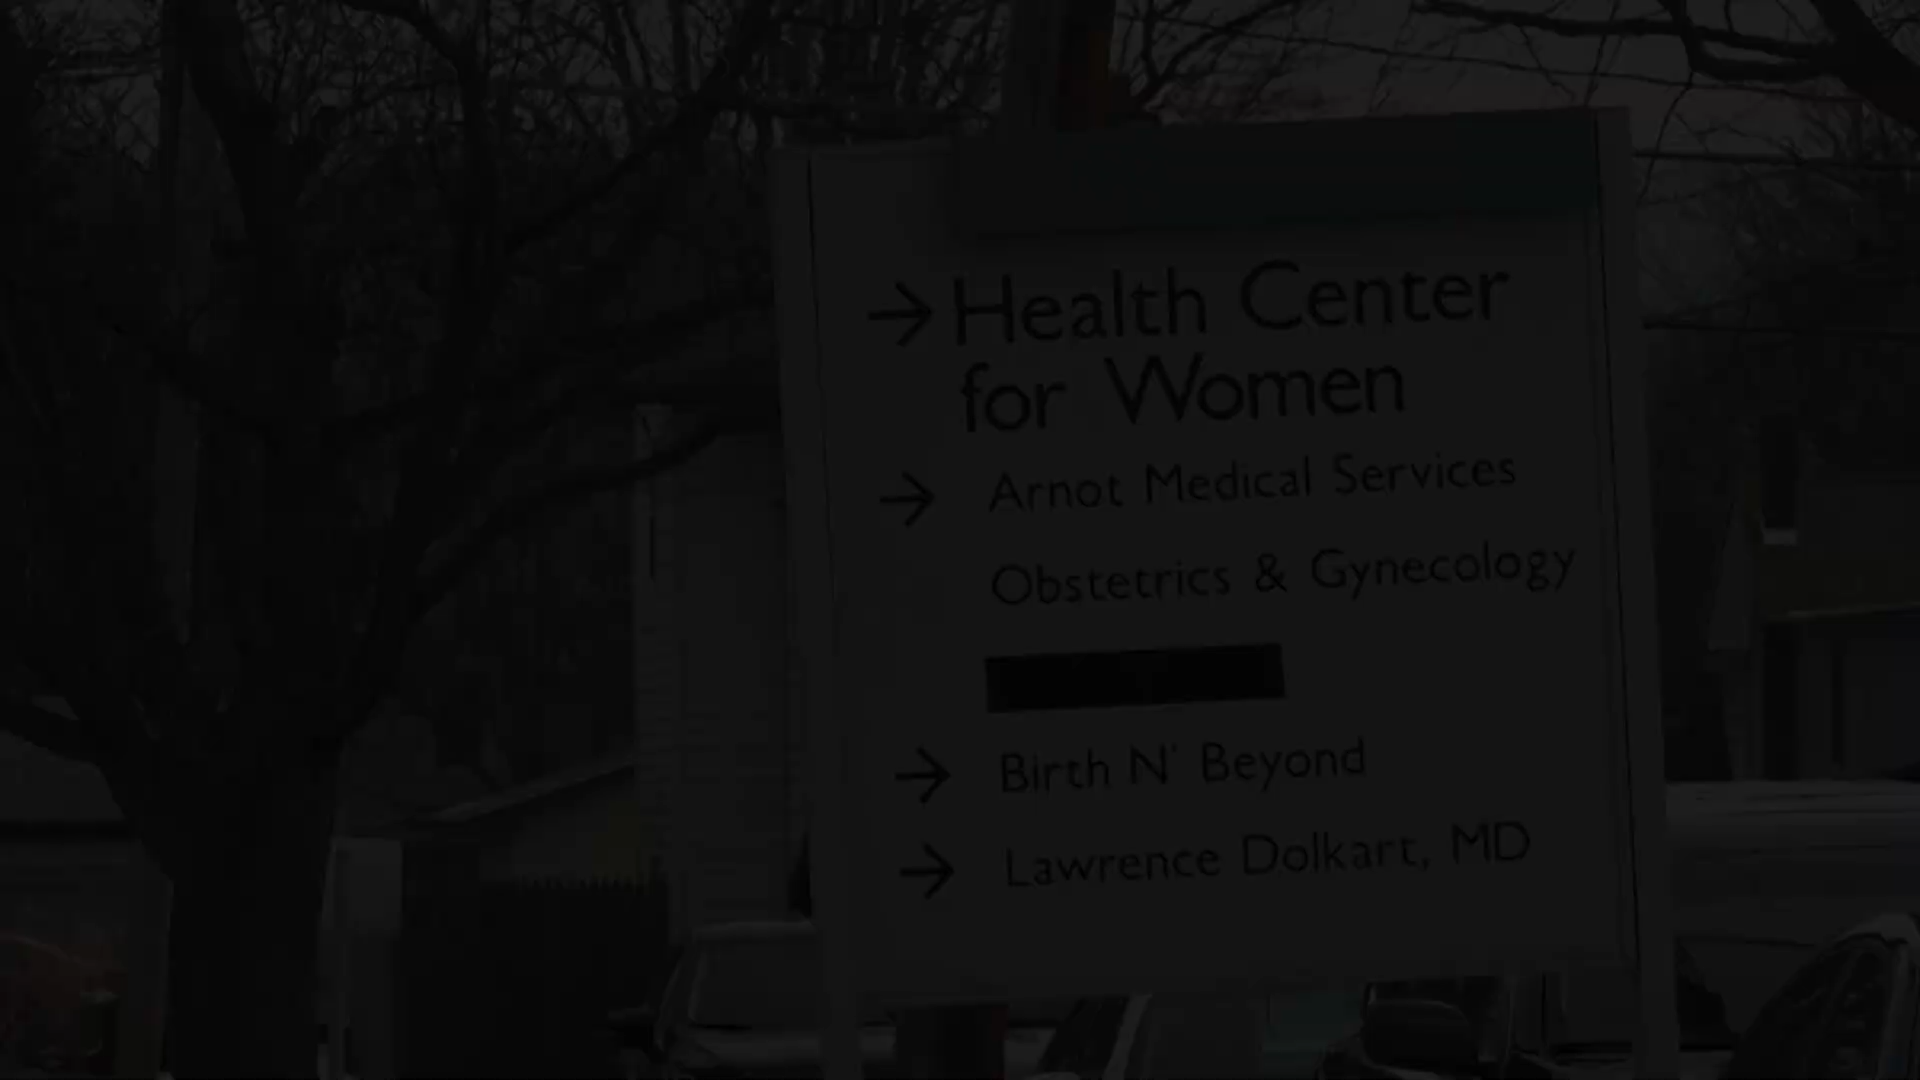 → Health Center
for Women
→ Arnot Medical Services
Obstetrics & Gynecology
→ Birth N' Beyond
→ Lawrence Dolkart, MD